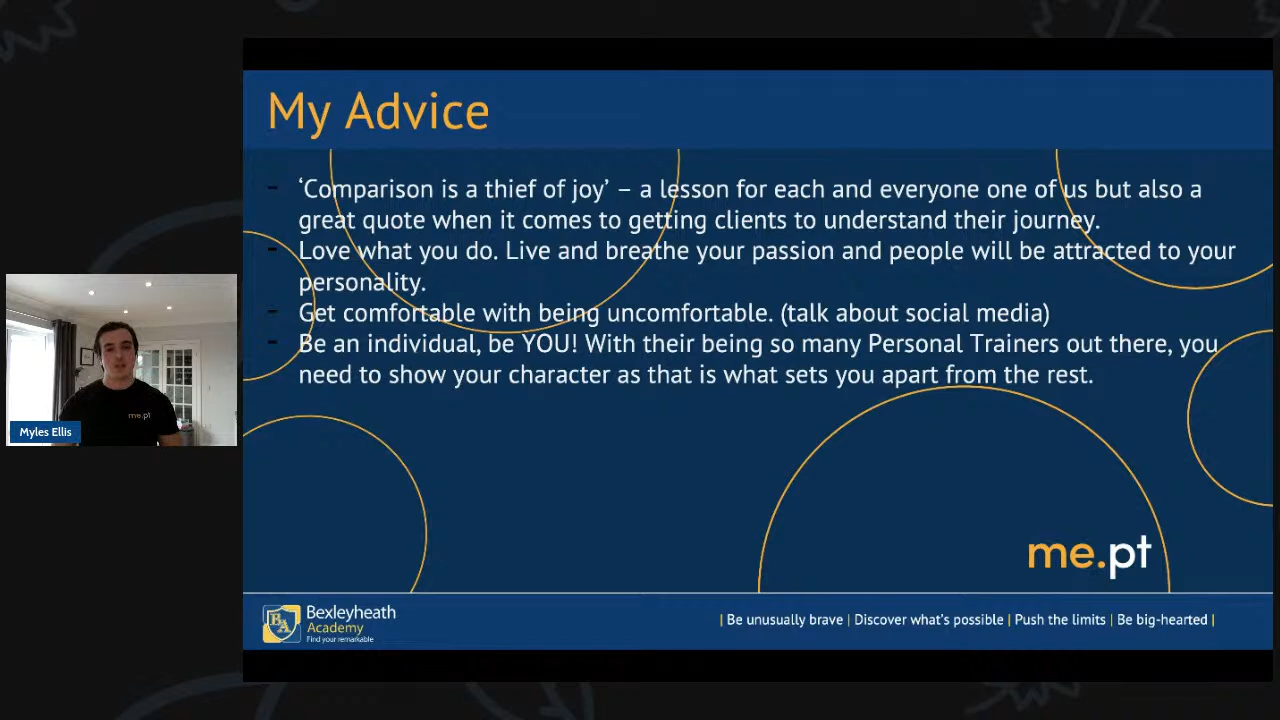 My Advice
- ‘Comparison is a thief of joy’ – a lesson for each and everyone one of us but also a
great quote when it comes to getting clients to understand their journey.
- Love what you do. Live and breathe your passion and people will be attracted to your
personality.
- Get comfortable with being uncomfortable. (talk about social media)
- Be an individual, be YOU! With their being so many Personal Trainers out there, you
need to show your character as that is what sets you apart from the rest.
me.pt
Myles Ellis
me.pt
BA
Bexleyheath
Academy
Find your remarkable
| Be unusually brave | Discover what's possible | Push the limits | Be big-hearted |